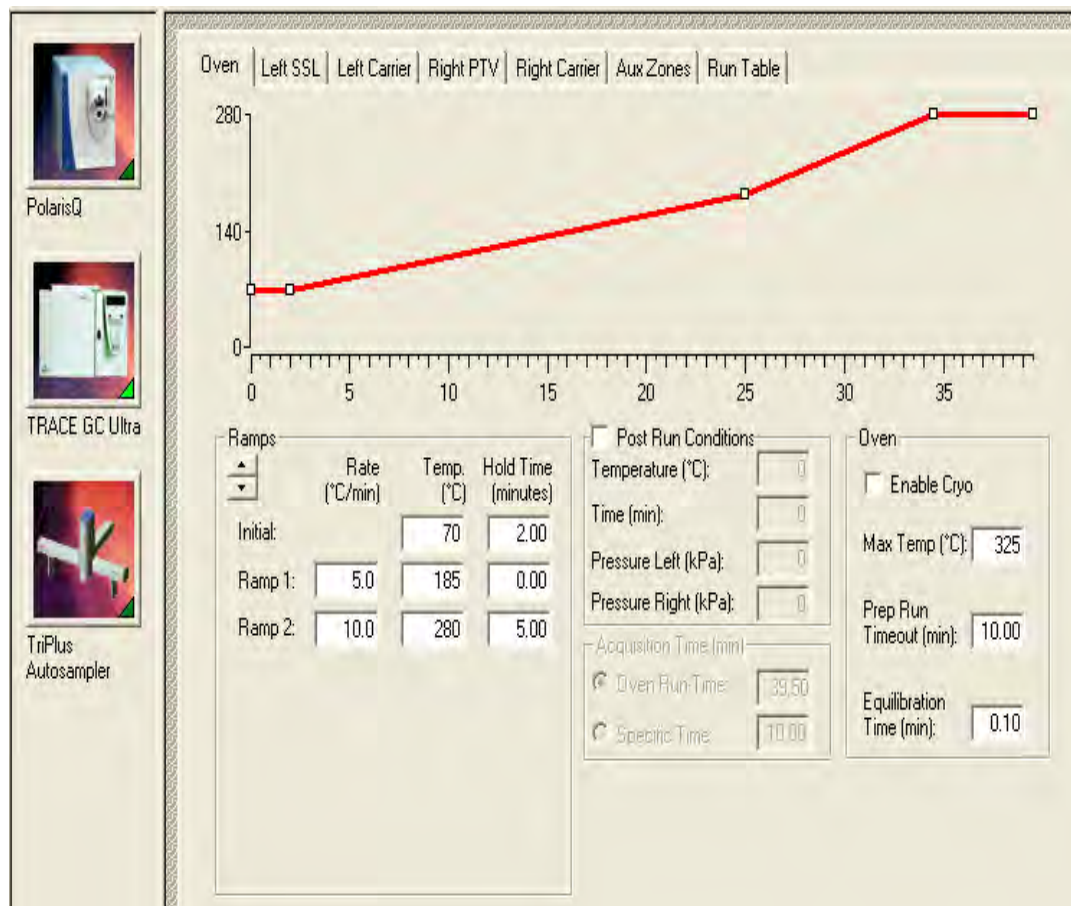 Oven Left SSL Left Carrier Right PTV Right Carrier Aux Zones Run Table
280
140
0
0 5 10 15 20 25 30 35
PolarisQ
TRACE GC Ultra
TriPlus
Autosampler
Ramps
Rate Temp. Hold Time
(°C/min) (°C) (minutes)
Initial: 70 2.00
Ramp 1: 5.0 185 0.00
Ramp 2: 10.0 280 5.00
Post Run Conditions
Temperature (°C): 0
Time (min): 0
Pressure Left (kPa): 0
Pressure Right (kPa): 0
Acquisition Time (min)
Oven Run-Time: 39.50
Specific Time 10.00
Oven
Enable Cryo
Max Temp (°C): 325
Prep Run
Timeout (min): 10.00
Equilibration
Time (min): 0.10